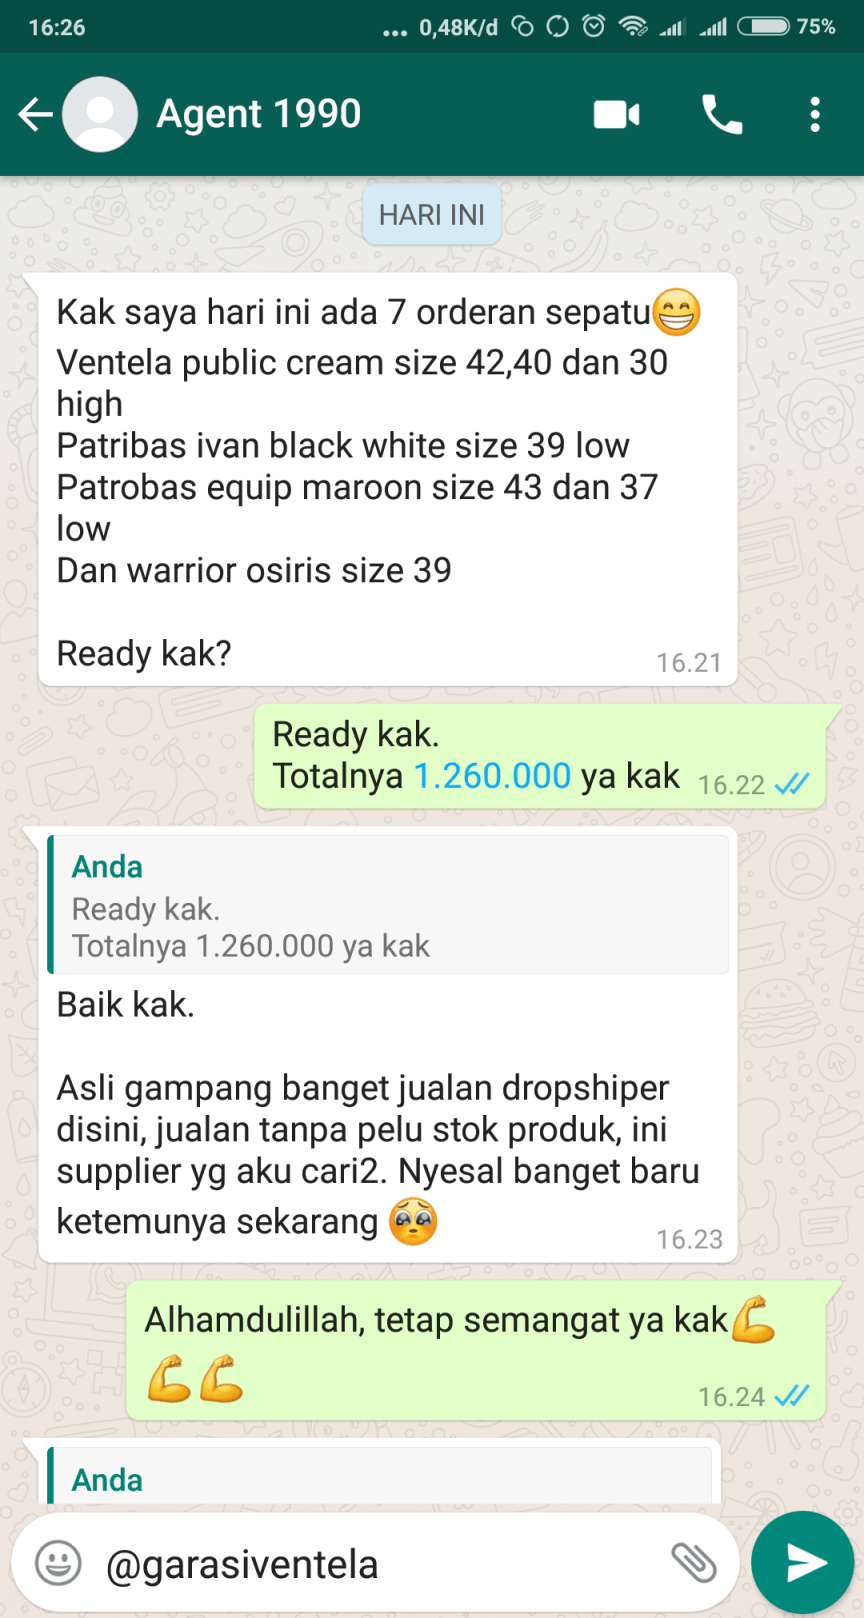 16:26
... 0,48K/d
75%
Agent 1990
HARI INI
Kak saya hari ini ada 7 orderan sepatu😁
Ventela public cream size 42,40 dan 30
high
Patribas ivan black white size 39 low
Patrobas equip maroon size 43 dan 37
low
Dan warrior osiris size 39
Ready kak?
16.21
Ready kak.
Totalnya 1.260.000 ya kak
16.22
Anda
Ready kak.
Totalnya 1.260.000 ya kak
Baik kak.
Asli gampang banget jualan dropshiper
disini, jualan tanpa pelu stok produk, ini
supplier yg aku cari2. Nyesal banget baru
ketemunya sekarang 🥺
16.23
Alhamdulillah, tetap semangat ya kak💪
💪💪
16.24
Anda
@garasiventela